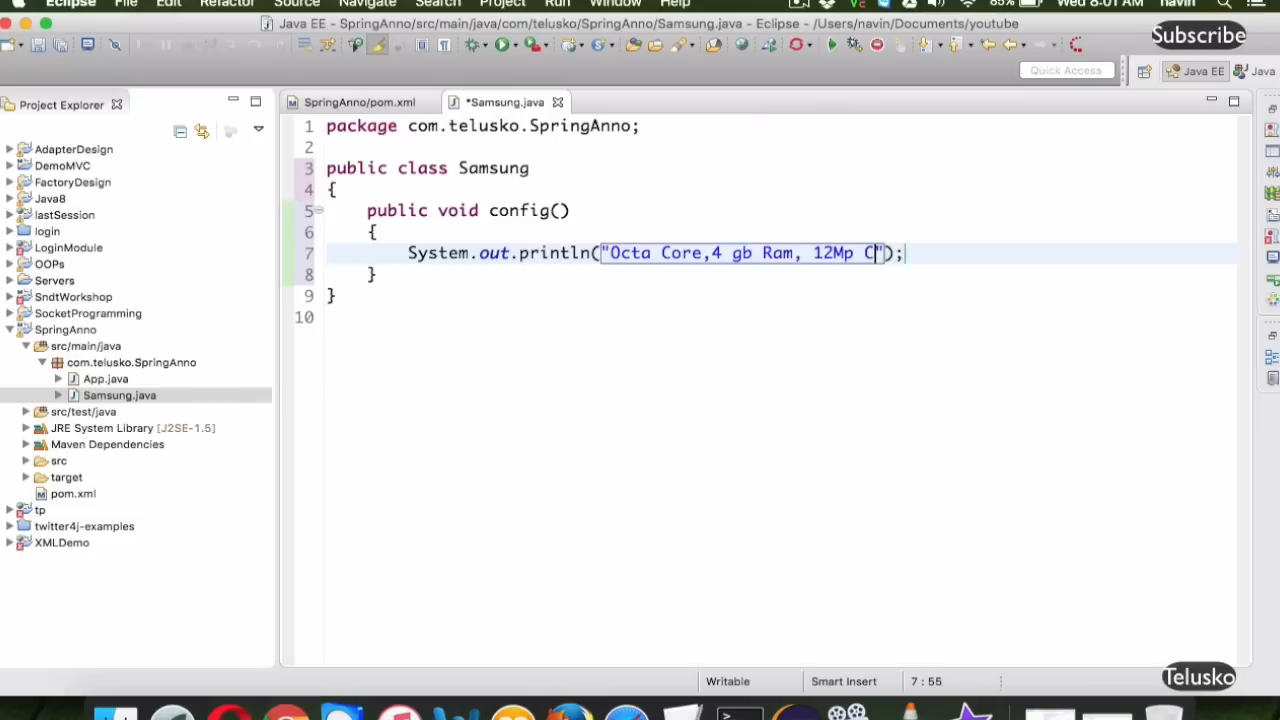 Eclipse File Edit Refactor Source Navigate Search Project Run Window Help 85% Wed 8:01 AM navin
Java EE - SpringAnno/src/main/java/com/telusko/SpringAnno/Samsung.java - Eclipse - /Users/navin/Documents/youtube
Subscribe
Quick Access
Java EE
Java
Project Explorer
SpringAnno/pom.xml
*Samsung.java
AdapterDesign
DemoMVC
FactoryDesign
Java8
lastSession
login
LoginModule
OOPs
Servers
SndtWorkshop
SocketProgramming
SpringAnno
src/main/java
com.telusko.SpringAnno
App.java
Samsung.java
src/test/java
JRE System Library [J2SE-1.5]
Maven Dependencies
src
target
pom.xml
tp
twitter4j-examples
XMLDemo
1 package com.telusko.SpringAnno;
2
3 public class Samsung
4 {
5 public void config()
6 {
7 System.out.println("Octa Core,4 gb Ram, 12Mp C");
8 }
9 }
10
Writable
Smart Insert
7 : 55
Telusko